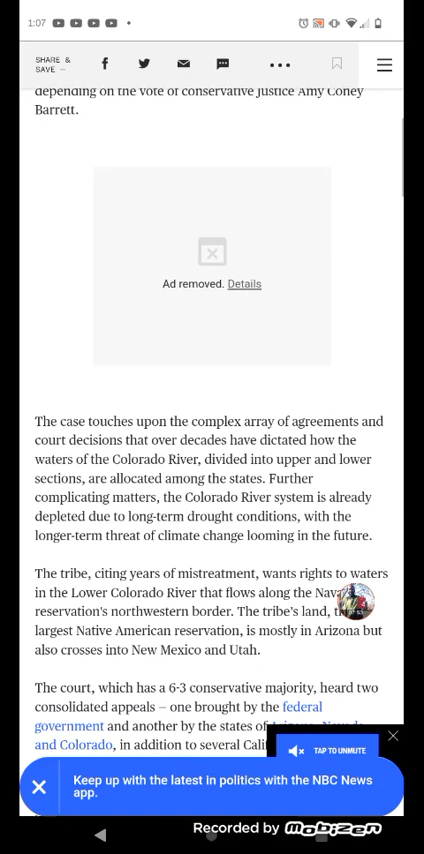 1:07
SHARE &
SAVE —
depending on the vote of conservative Justice Amy Coney
Barrett.
Ad removed. Details
The case touches upon the complex array of agreements and
court decisions that over decades have dictated how the
waters of the Colorado River, divided into upper and lower
sections, are allocated among the states. Further
complicating matters, the Colorado River system is already
depleted due to long-term drought conditions, with the
longer-term threat of climate change looming in the future.
The tribe, citing years of mistreatment, wants rights to waters
in the Lower Colorado River that flows along the
reservation's northwestern border. The tribe's land,
largest Native American reservation, is mostly in Arizona but
also crosses into New Mexico and Utah.
The court, which has a 6-3 conservative majority, heard two
consolidated appeals — one brought by the federal
government and another by the states of
and Colorado, in addition to several
TAP TO UNMUTE
Keep up with the latest in politics with the NBC News
app.
Recorded by Mobizen